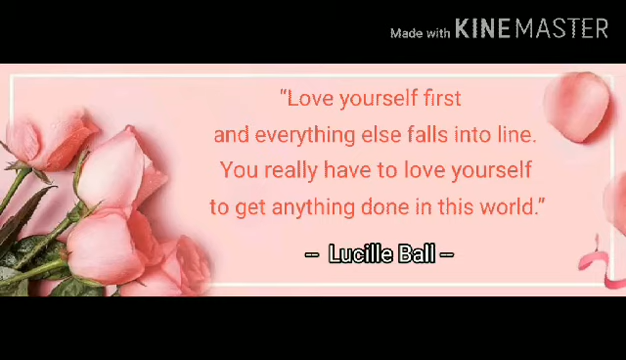 Made with KINEMASTER
“Love yourself first
and everything else falls into line.
You really have to love yourself
to get anything done in this world.”
-- Lucille Ball --